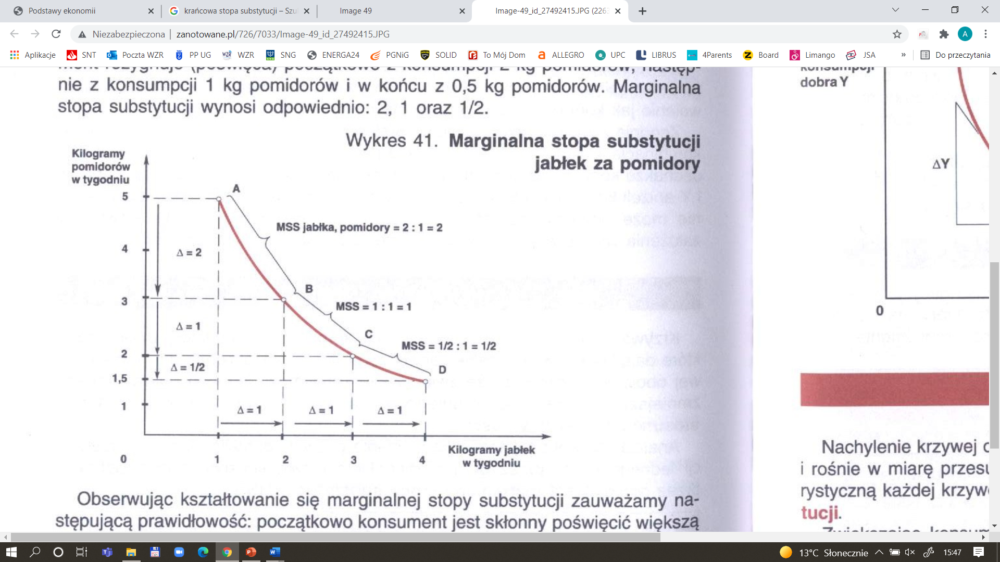 Podstawy ekonomii
krańcowa stopa substytucji – Szu
Image 49
Image-49_id_27492415.JPG (226
Niezabezpieczona | zanotowane.pl/726/7033/Image-49_id_27492415.JPG
A
Aplikacje
SNT
Poczta WZR
PP UG
WZR
SNG
ENERGA24
PGNiG
SOLID
To Mój Dom
ALLEGRO
UPC
LIBRUS
4Parents
Board
Limango
JSA
»
Do przeczytania
nie z konsumpcji 1 kg pomidorów i w końcu z 0,5 kg pomidorów. Marginalna
stopa substytucji wynosi odpowiednio: 2, 1 oraz 1/2.
Wykres 41. Marginalna stopa substytucji
jabłek za pomidory
Kilogramy
pomidorów
w tygodniu
5
4
3
2
1,5
1
0
A
MSS jabłka, pomidory = 2 : 1 = 2
Δ = 2
B
MSS = 1 : 1 = 1
Δ = 1
C
MSS = 1/2 : 1 = 1/2
Δ = 1/2
D
Δ = 1
Δ = 1
Δ = 1
1
2
3
4
Kilogramy jabłek
w tygodniu
Obserwując kształtowanie się marginalnej stopy substytucji zauważamy na-
stępującą prawidłowość: początkowo konsument jest skłonny poświęcić większą
konsumpcji
dobra Y
ΔY
0
Nachylenie krzywej
i rośnie w miarę
rystyczną każdej
tucji.
13°C Słonecznie
15:47